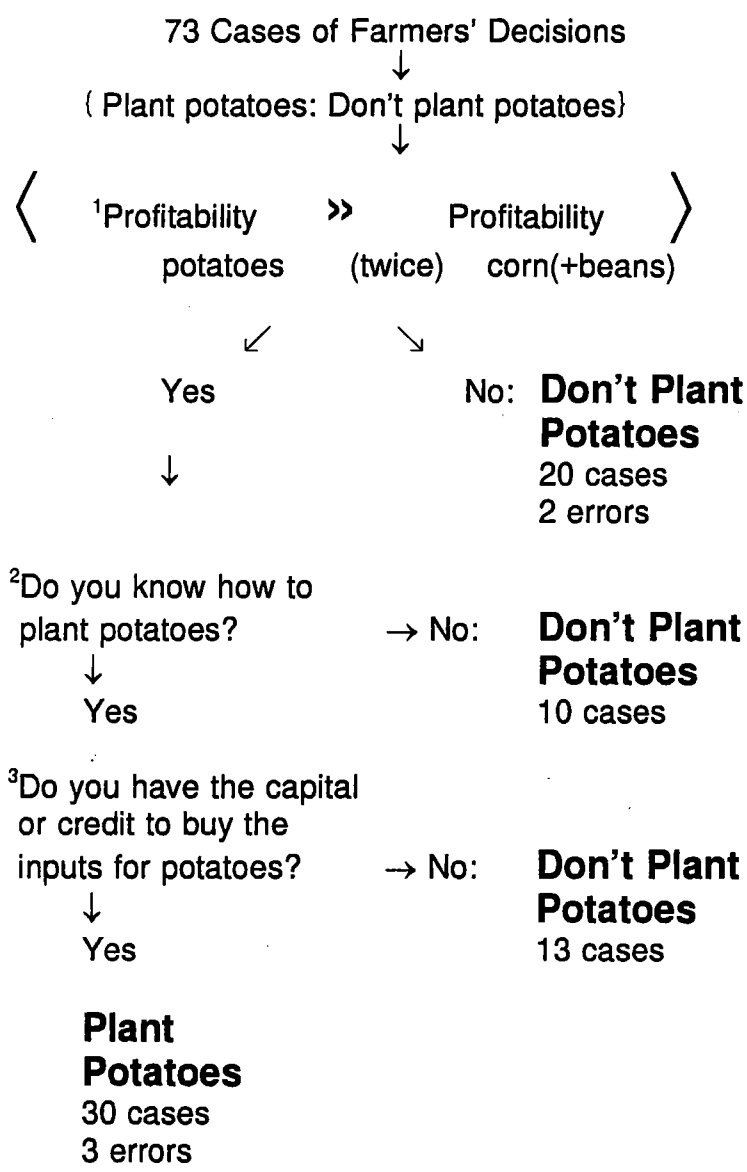 73 Cases of Farmers' Decisions
↓
{ Plant potatoes: Don't plant potatoes}
↓
⟨ ¹Profitability » Profitability ⟩
potatoes (twice) corn(+beans)
↙ ↘
Yes No: Don't Plant
Potatoes
↓ 20 cases
2 errors
²Do you know how to
plant potatoes? → No: Don't Plant
↓ Potatoes
Yes 10 cases
³Do you have the capital
or credit to buy the
inputs for potatoes? → No: Don't Plant
↓ Potatoes
Yes 13 cases
Plant
Potatoes
30 cases
3 errors